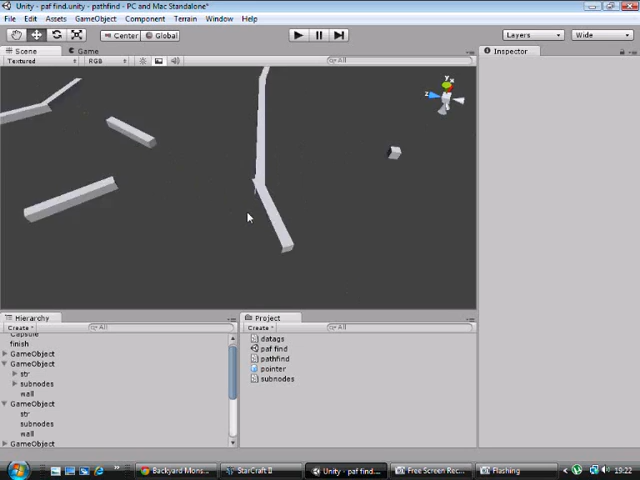 Unity - paf find.unity - pathfind - PC and Mac Standalone*
File Edit Assets GameObject Component Terrain Window Help
Center Global Layers Wide
Scene Game Inspector
Textured RGB All
y x
z
Hierarchy Project
Create All Create All
Capsule
finish
GameObject
GameObject
str
subnodes
wall
GameObject
str
subnodes
wall
GameObject
datags
paf find
pathfind
pointer
subnodes
Backyard Mons... StarCraft II Unity - paf find.... Free Screen Rec... Flashing 19:22